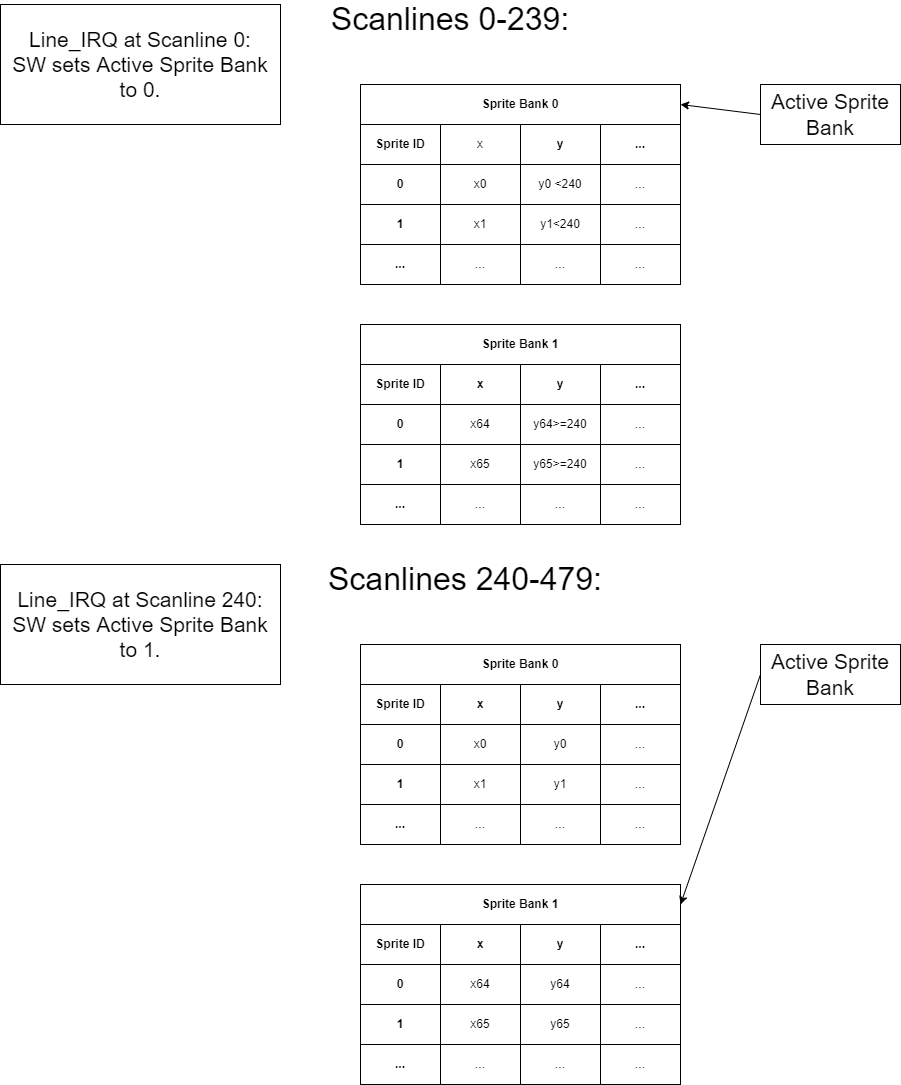 Line_IRQ at Scanline 0:
SW sets Active Sprite Bank
to 0.
Scanlines 0-239:
Active Sprite
Bank
Sprite Bank 0
Sprite ID x y ...
0 x0 y0 <240 ...
1 x1 y1<240 ...
... ... ... ...
Sprite Bank 1
Sprite ID x y ...
0 x64 y64>=240 ...
1 x65 y65>=240 ...
... ... ... ...
Line_IRQ at Scanline 240:
SW sets Active Sprite Bank
to 1.
Scanlines 240-479:
Active Sprite
Bank
Sprite Bank 0
Sprite ID x y ...
0 x0 y0 ...
1 x1 y1 ...
... ... ... ...
Sprite Bank 1
Sprite ID x y ...
0 x64 y64 ...
1 x65 y65 ...
... ... ... ...